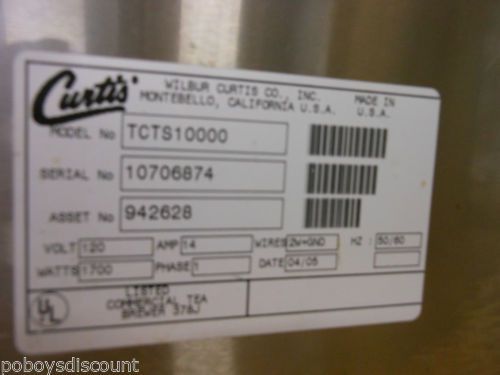 Curtis
WILBUR CURTIS CO., INC.
MONTEBELLO, CALIFORNIA U.S.A.
MADE IN U.S.A.
MODEL No TCTS10000
SERIAL No 10706874
ASSET No 942628
VOLT 120 AMP 14 WIRES 2W+GND HZ : 50/60
WATTS 1700 PHASE 1 DATE 04/05
UL
LISTED
COMMERCIAL TEA
BREWER 378J
poboysdiscount